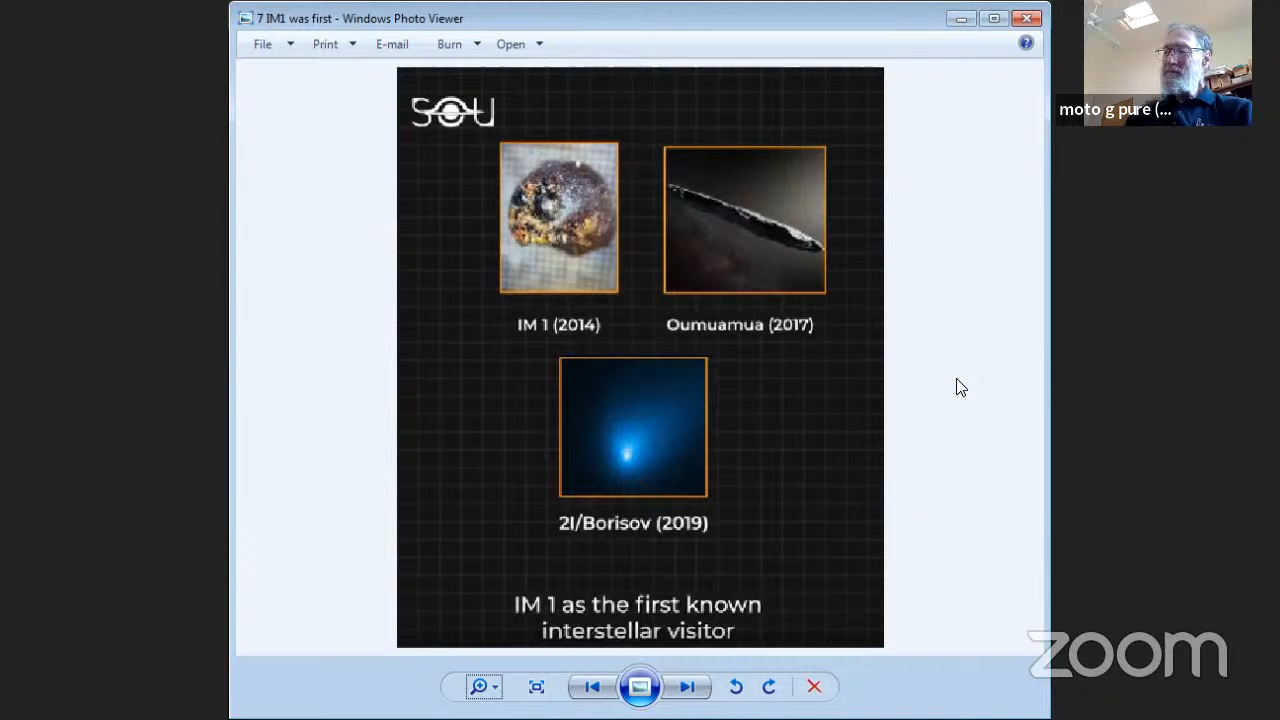 7 IM1 was first - Windows Photo Viewer
File Print E-mail Burn Open
SOU
IM 1 (2014) Oumuamua (2017)
2I/Borisov (2019)
IM 1 as the first known
interstellar visitor
moto g pure (...
zoom